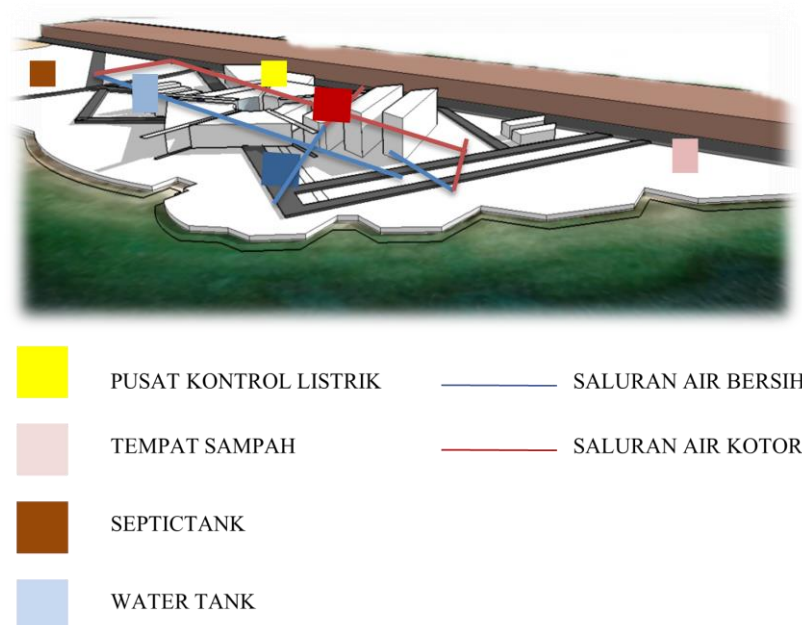 PUSAT KONTROL LISTRIK
SALURAN AIR BERSIH
TEMPAT SAMPAH
SALURAN AIR KOTOR
SEPTICTANK
WATER TANK